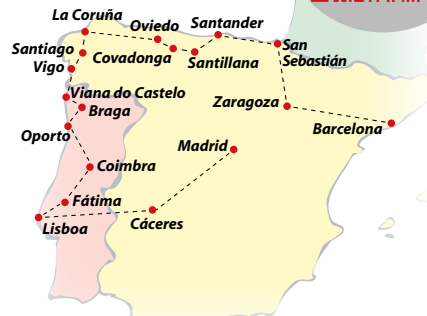 La Coruña
Oviedo
Santander
Santiago
Covadonga
San
Sebastián
Vigo
Santillana
Viana do Castelo
Braga
Zaragoza
Oporto
Barcelona
Madrid
Coimbra
Fátima
Cáceres
Lisboa